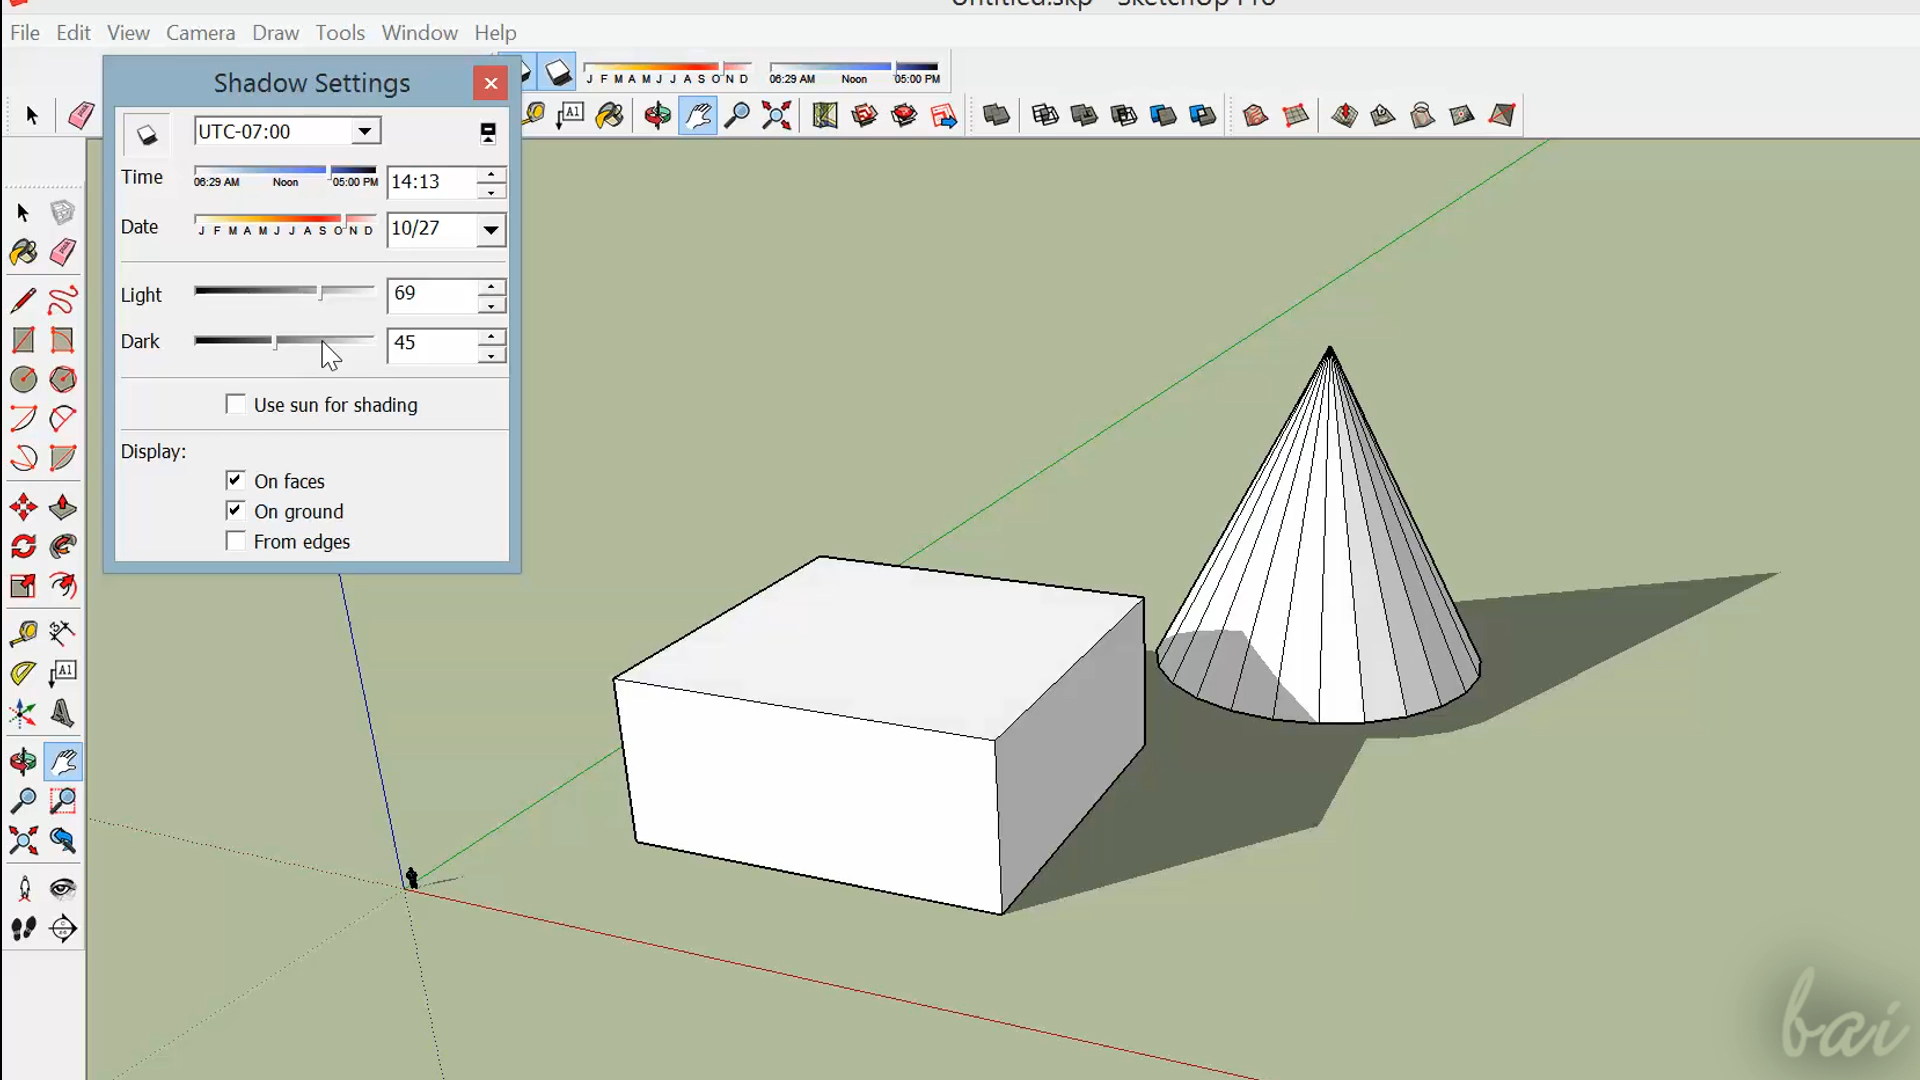 Untitled.skp - SketchUp Pro
File Edit View Camera Draw Tools Window Help
Shadow Settings
J F M A M J J A S O N D
06:29 AM Noon 05:00 PM
A1
UTC-07:00
Time
06:29 AM Noon 05:00 PM
14:13
Date
J F M A M J J A S O N D
10/27
Light
69
Dark
45
Use sun for shading
Display:
On faces
On ground
From edges
A1
bai